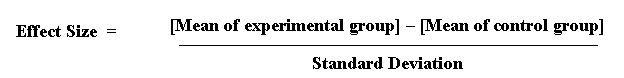 [Mean of experimental group] – [Mean of control group]
Effect Size =
Standard Deviation